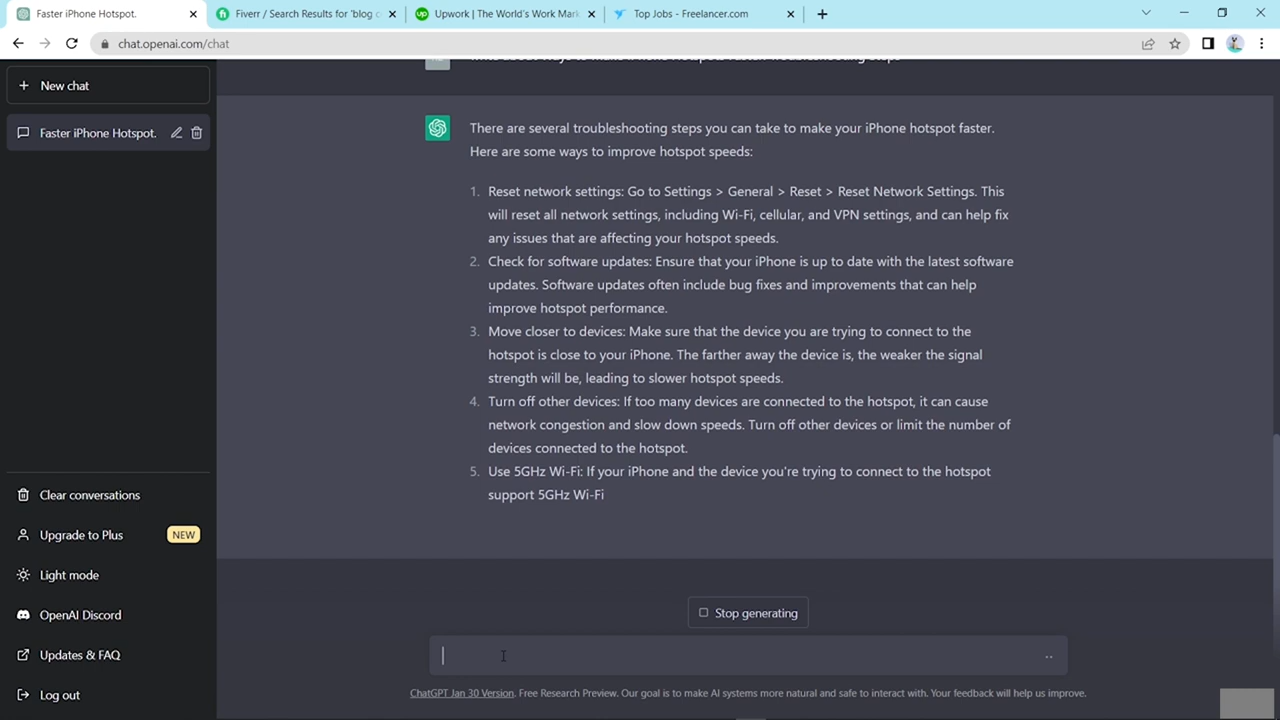 Faster iPhone Hotspot.
Fiverr / Search Results for 'blog c
Upwork | The World's Work Mark
Top Jobs - Freelancer.com
chat.openai.com/chat
New chat
Faster iPhone Hotspot.
There are several troubleshooting steps you can take to make your iPhone hotspot faster.
Here are some ways to improve hotspot speeds:
1. Reset network settings: Go to Settings > General > Reset > Reset Network Settings. This
will reset all network settings, including Wi-Fi, cellular, and VPN settings, and can help fix
any issues that are affecting your hotspot speeds.
2. Check for software updates: Ensure that your iPhone is up to date with the latest software
updates. Software updates often include bug fixes and improvements that can help
improve hotspot performance.
3. Move closer to devices: Make sure that the device you are trying to connect to the
hotspot is close to your iPhone. The farther away the device is, the weaker the signal
strength will be, leading to slower hotspot speeds.
4. Turn off other devices: If too many devices are connected to the hotspot, it can cause
network congestion and slow down speeds. Turn off other devices or limit the number of
devices connected to the hotspot.
5. Use 5GHz Wi-Fi: If your iPhone and the device you're trying to connect to the hotspot
support 5GHz Wi-Fi
Clear conversations
Upgrade to Plus NEW
Light mode
OpenAI Discord
Updates & FAQ
Log out
Stop generating
ChatGPT Jan 30 Version. Free Research Preview. Our goal is to make AI systems more natural and safe to interact with. Your feedback will help us improve.